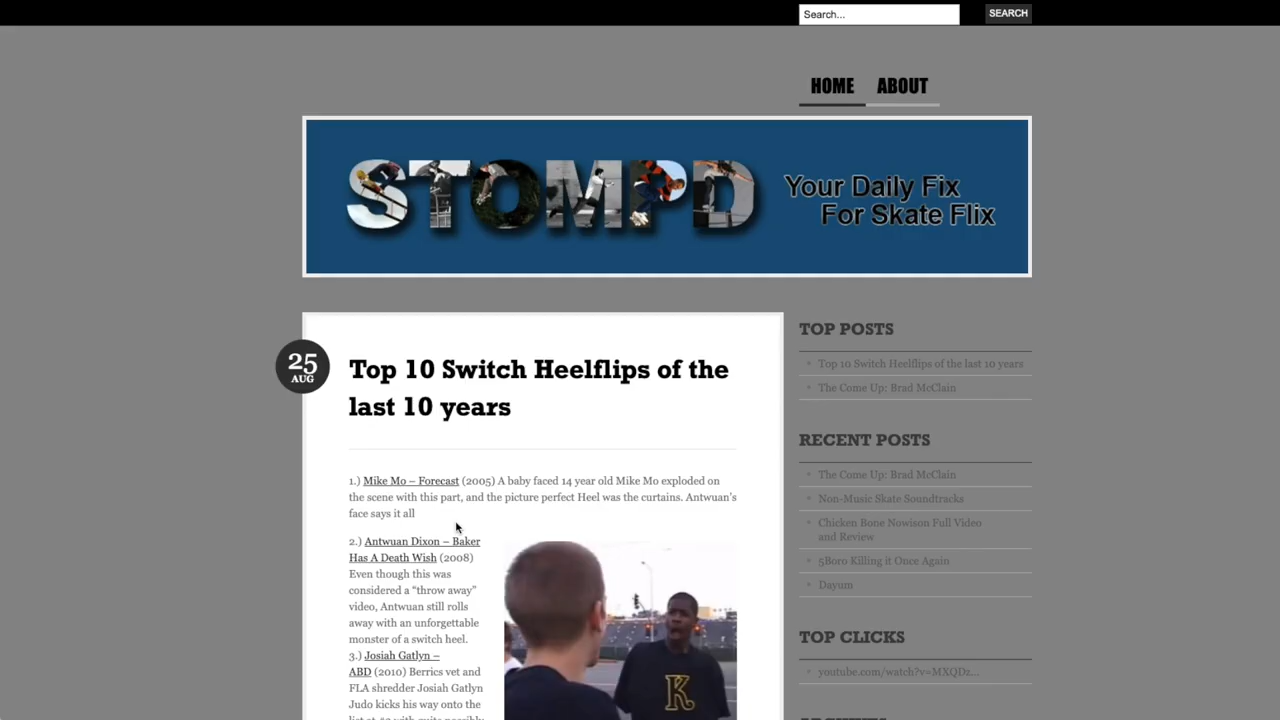 Search...
SEARCH
HOME
ABOUT
STOMPD
Your Daily Fix
For Skate Flix
25
AUG
Top 10 Switch Heelflips of the
last 10 years
1.) Mike Mo – Forecast (2005) A baby faced 14 year old Mike Mo exploded on
the scene with this part, and the picture perfect Heel was the curtains. Antwuan's
face says it all
2.) Antwuan Dixon – Baker
Has A Death Wish (2008)
Even though this was
considered a “throw away”
video, Antwuan still rolls
away with an unforgettable
monster of a switch heel.
3.) Josiah Gatlyn –
ABD (2010) Berrics vet and
FLA shredder Josiah Gatlyn
Judo kicks his way onto the
list at #3 with quite possibly
K
TOP POSTS
Top 10 Switch Heelflips of the last 10 years
The Come Up: Brad McClain
RECENT POSTS
The Come Up: Brad McClain
Non-Music Skate Soundtracks
Chicken Bone Nowison Full Video
and Review
5Boro Killing it Once Again
Dayum
TOP CLICKS
youtube.com/watch?v=MXQDz...
ARCHIVES